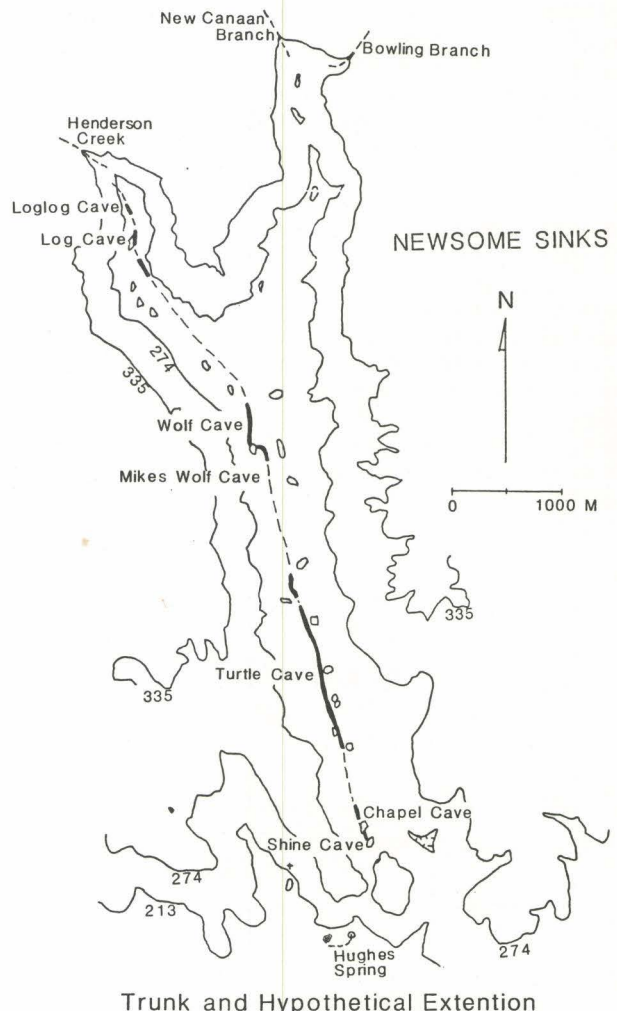 New Canaan
Branch
Bowling Branch
Henderson
Creek
Loglog Cave
Log Cave
NEWSOME SINKS
N
274
335
Wolf Cave
Mikes Wolf Cave
0 1000 M
335
Turtle Cave
335
Chapel Cave
Shine Cave
274
213
274
Hughes
Spring
Trunk and Hypothetical Extention